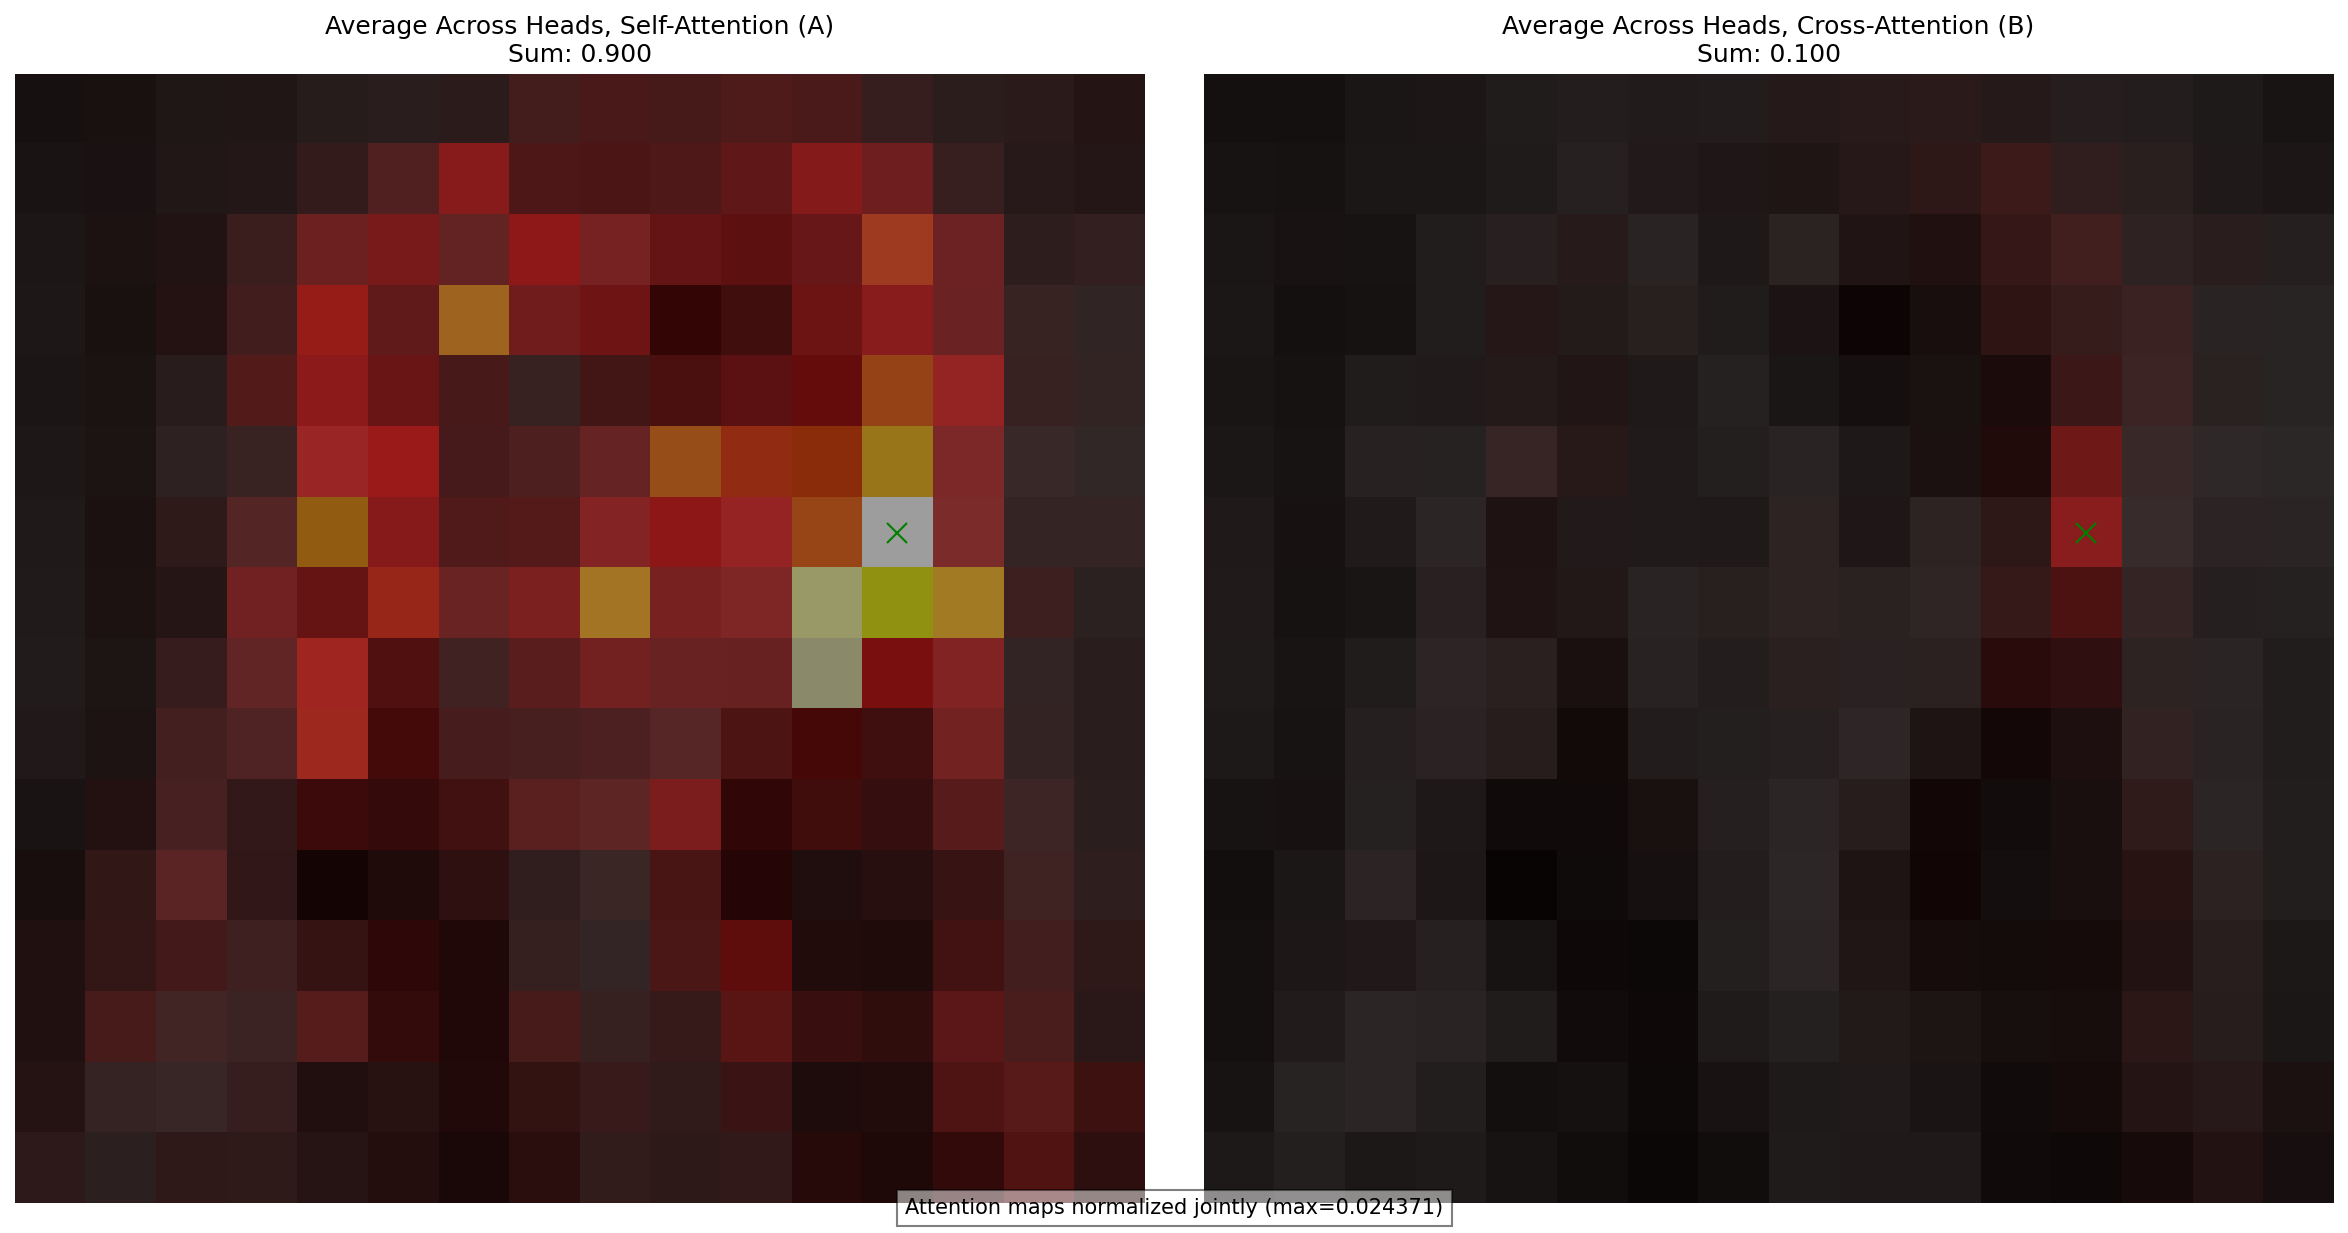 Average Across Heads, Self-Attention (A)
Sum: 0.900
Average Across Heads, Cross-Attention (B)
Sum: 0.100
Attention maps normalized jointly (max=0.024371)